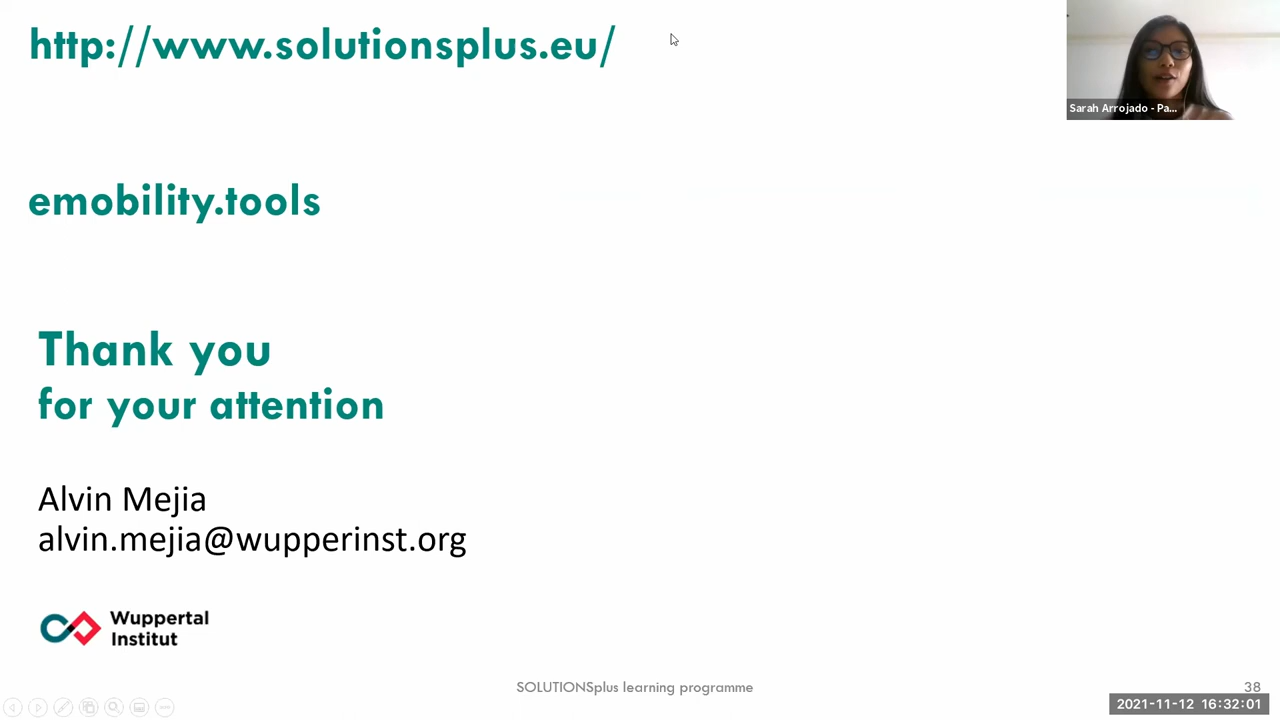 http://www.solutionsplus.eu/
Sarah Arrojado - Pa...
emobility.tools
Thank you
for your attention
Alvin Mejia
alvin.mejia@wupperinst.org
Wuppertal
Institut
SOLUTIONSplus learning programme
38
2021-11-12 16:32:01